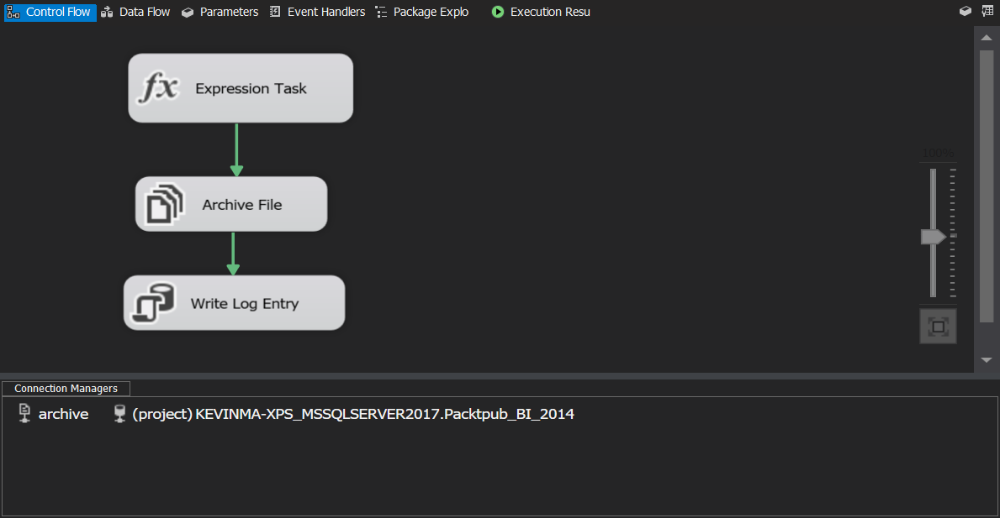 Control Flow Data Flow Parameters Event Handlers Package Explo Execution Resu
fx Expression Task
100%
Archive File
Write Log Entry
Connection Managers
archive (project) KEVINMA-XPS_MSSQLSERVER2017.Packtpub_BI_2014